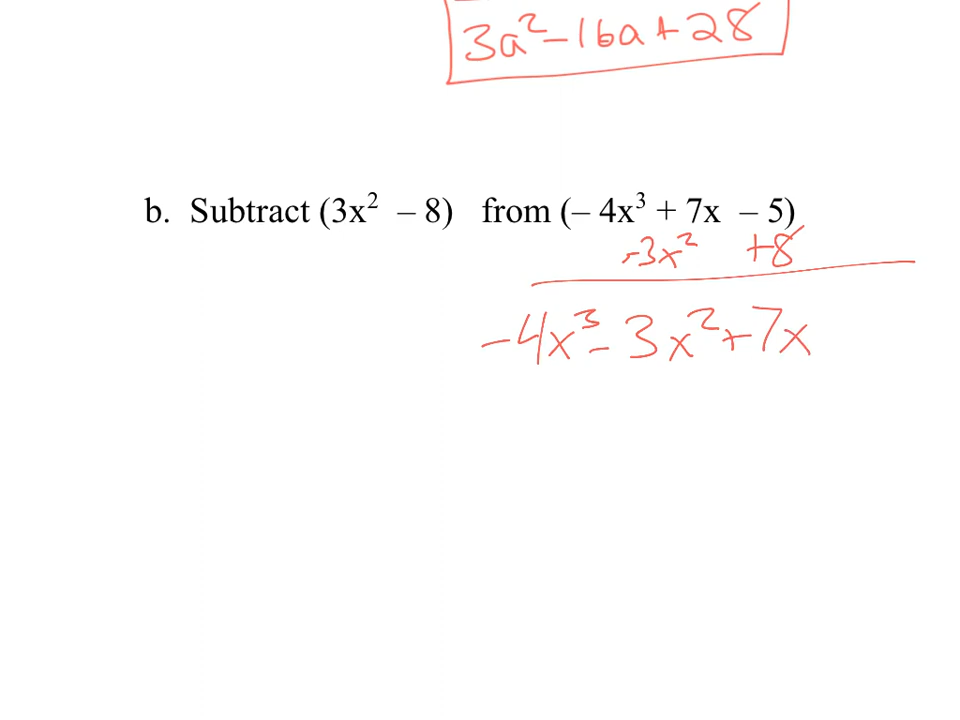 3a² – 16a + 28
b. Subtract (3x² – 8) from (– 4x³ + 7x – 5)
-3x² +8
-4x³ - 3x² + 7x